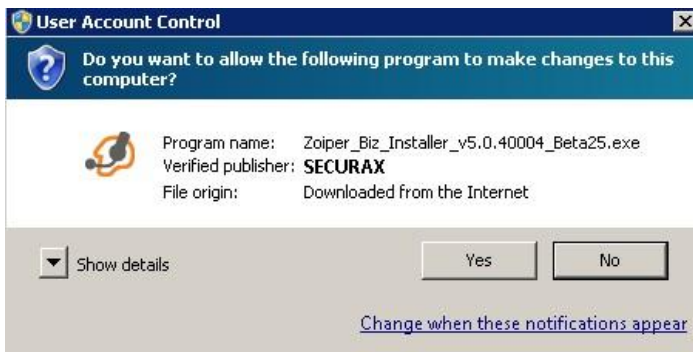 User Account Control
Do you want to allow the following program to make changes to this
computer?
Program name: Zoiper_Biz_Installer_v5.0.40004_Beta25.exe
Verified publisher: SECURAX
File origin: Downloaded from the Internet
Show details
Yes
No
Change when these notifications appear